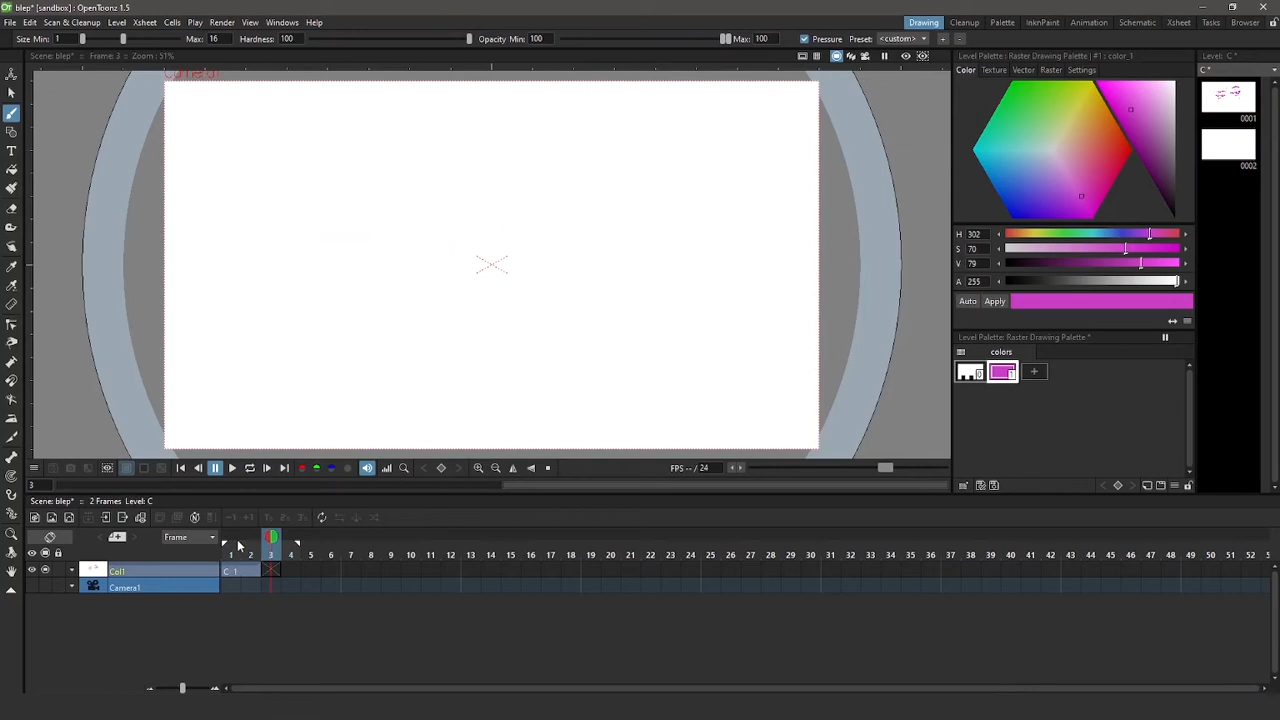 blep* [sandbox] : OpenToonz 1.5
File Edit Scan & Cleanup Level Xsheet Cells Play Render View Windows Help
Drawing Cleanup Palette InknPaint Animation Schematic Xsheet Tasks Browser
Size Min: 1 Max: 16 Hardness: 100 Opacity Min: 100 Max: 100 Pressure Preset: <custom>
Scene: blep* :: Frame: 3 :: Zoom : 51%
Level Palette: Raster Drawing Palette * | #1 : color_1
Level: C *
Color Texture Vector Raster Settings
C *
0001
0002
H 302
S 70
V 79
A 255
Auto Apply
Level Palette: Raster Drawing Palette *
colors
0 1 +
FPS -- / 24
3
Scene: blep* :: 2 Frames Level: C
Frame
1 2 3 4 5 6 7 8 9 10 11 12 13 14 15 16 17 18 19 20 21 22 23 24 25 26 27 28 29 30 31 32 33 34 35 36 37 38 39 40 41 42 43 44 45 46 47 48 49 50 51 52 53
Col1 C 1
Camera1